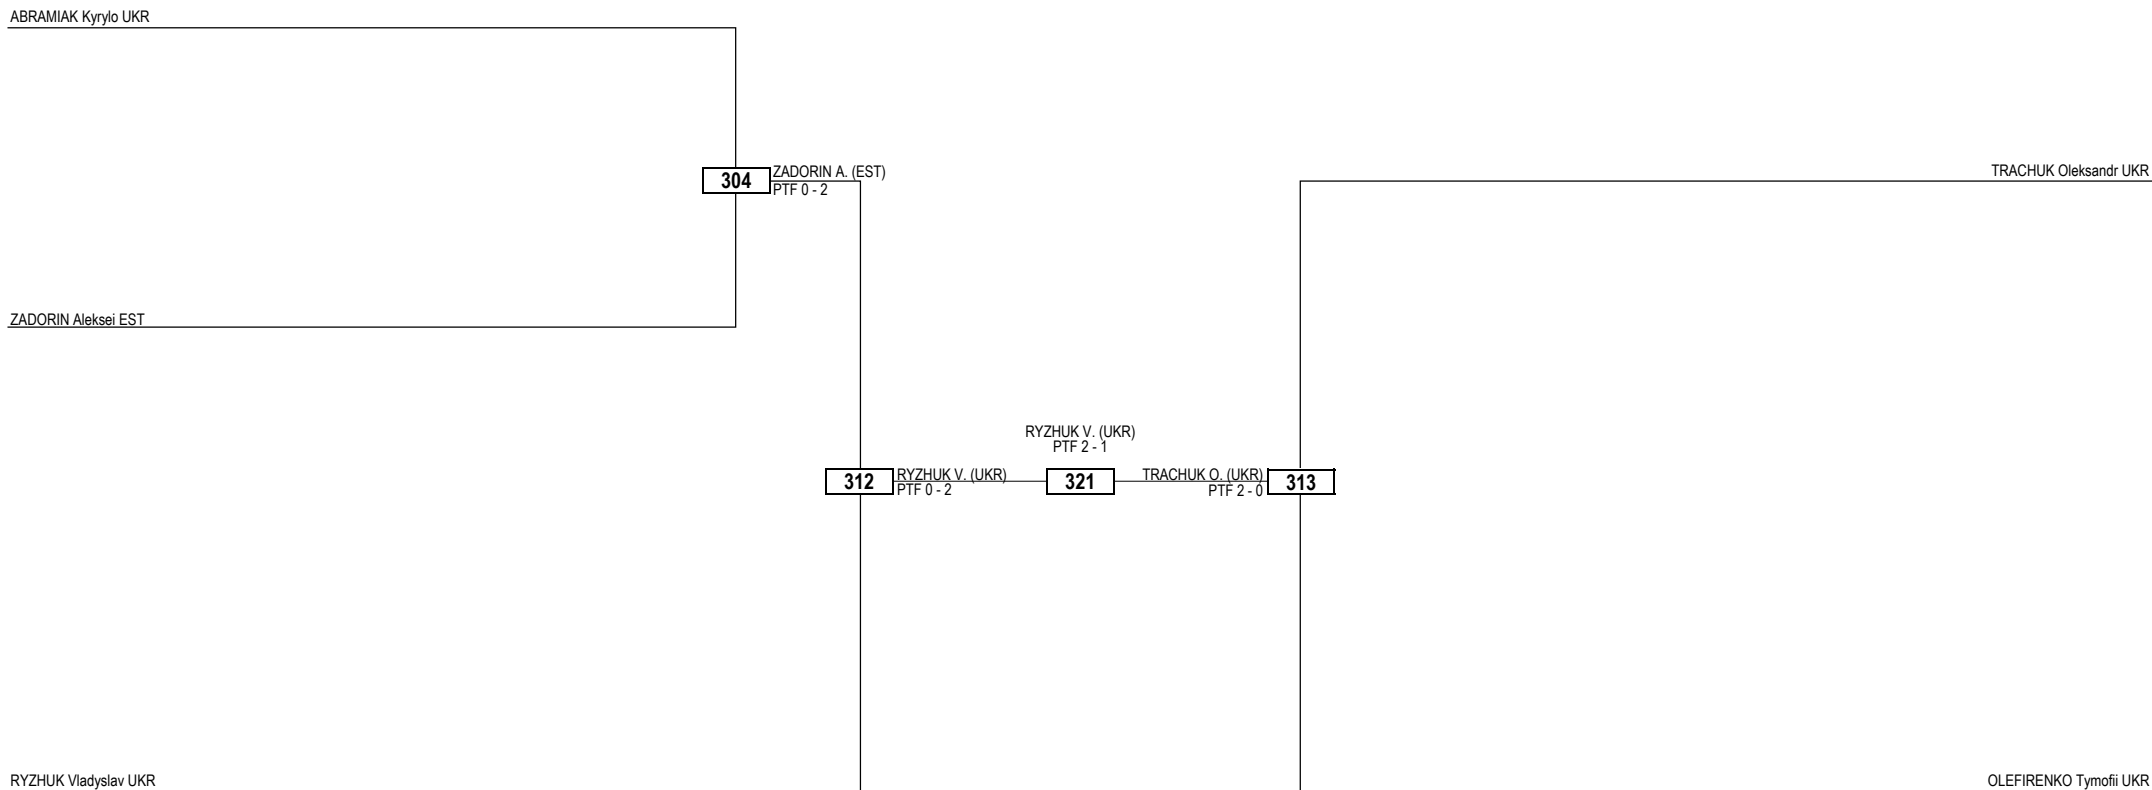 ABRAMIAK Kyrylo UKR
304
ZADORIN A. (EST)
PTF 0 - 2
TRACHUK Oleksandr UKR
ZADORIN Aleksei EST
RYZHUK V. (UKR)
PTF 2 - 1
312
RYZHUK V. (UKR)
PTF 0 - 2
321
TRACHUK O. (UKR)
PTF 2 - 0
313
RYZHUK Vladyslav UKR
OLEFIRENKO Tymofii UKR